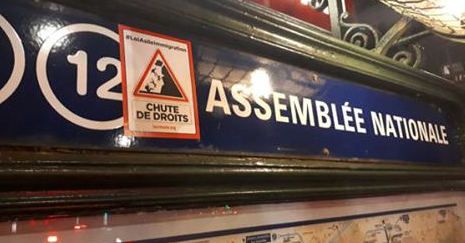 12
#LoiAsileImmigration
CHUTE
DE DROITS
ASSEMBLÉE NATIONALE